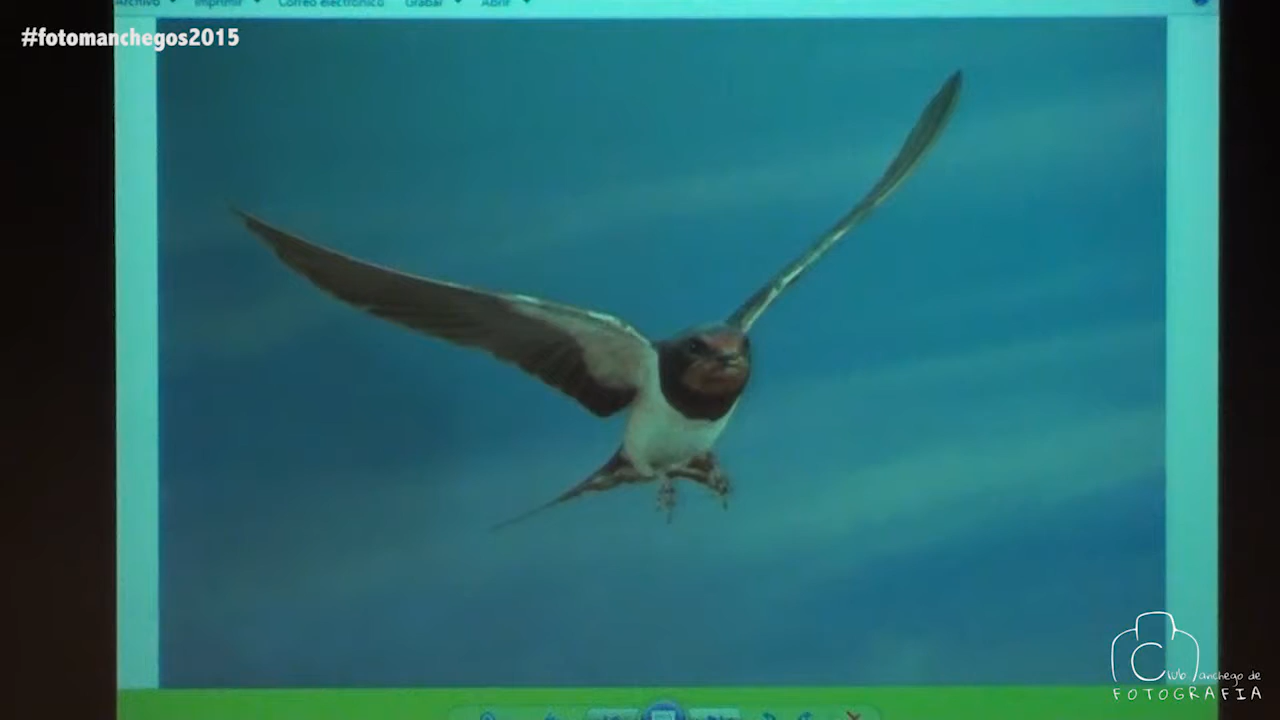 Archivo Imprimir Correo electrónico Grabar Abrir
#fotomanchegos2015
Club Manchego de
FOTOGRAFIA